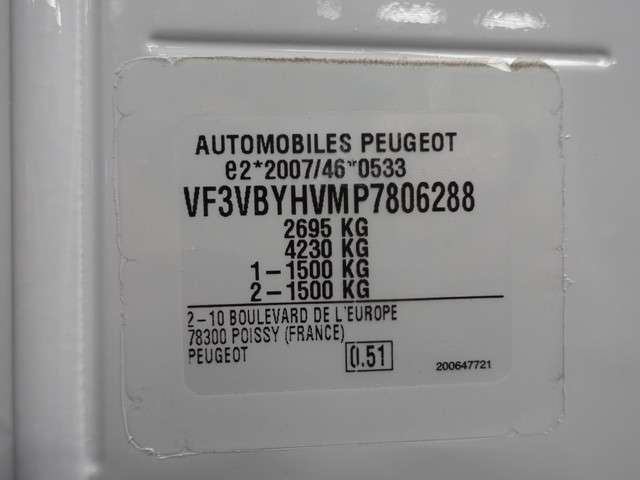 AUTOMOBILES PEUGEOT
e2*2007/46*0533
VF3VBYHVMP7806288
2695 KG
4230 KG
1-1500 KG
2-1500 KG
2-10 BOULEVARD DE L'EUROPE
78300 POISSY (FRANCE)
PEUGEOT
0.51
200647721